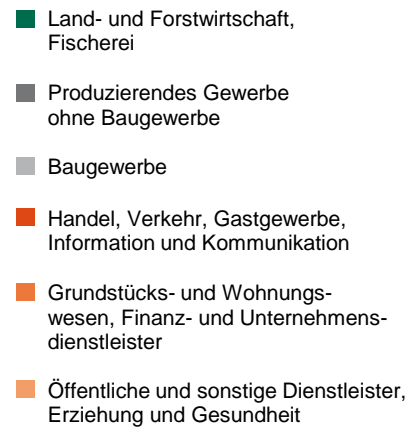 Land- und Forstwirtschaft,
Fischerei
Produzierendes Gewerbe
ohne Baugewerbe
Baugewerbe
Handel, Verkehr, Gastgewerbe,
Information und Kommunikation
Grundstücks- und Wohnungs-
wesen, Finanz- und Unternehmens-
dienstleister
Öffentliche und sonstige Dienstleister,
Erziehung und Gesundheit